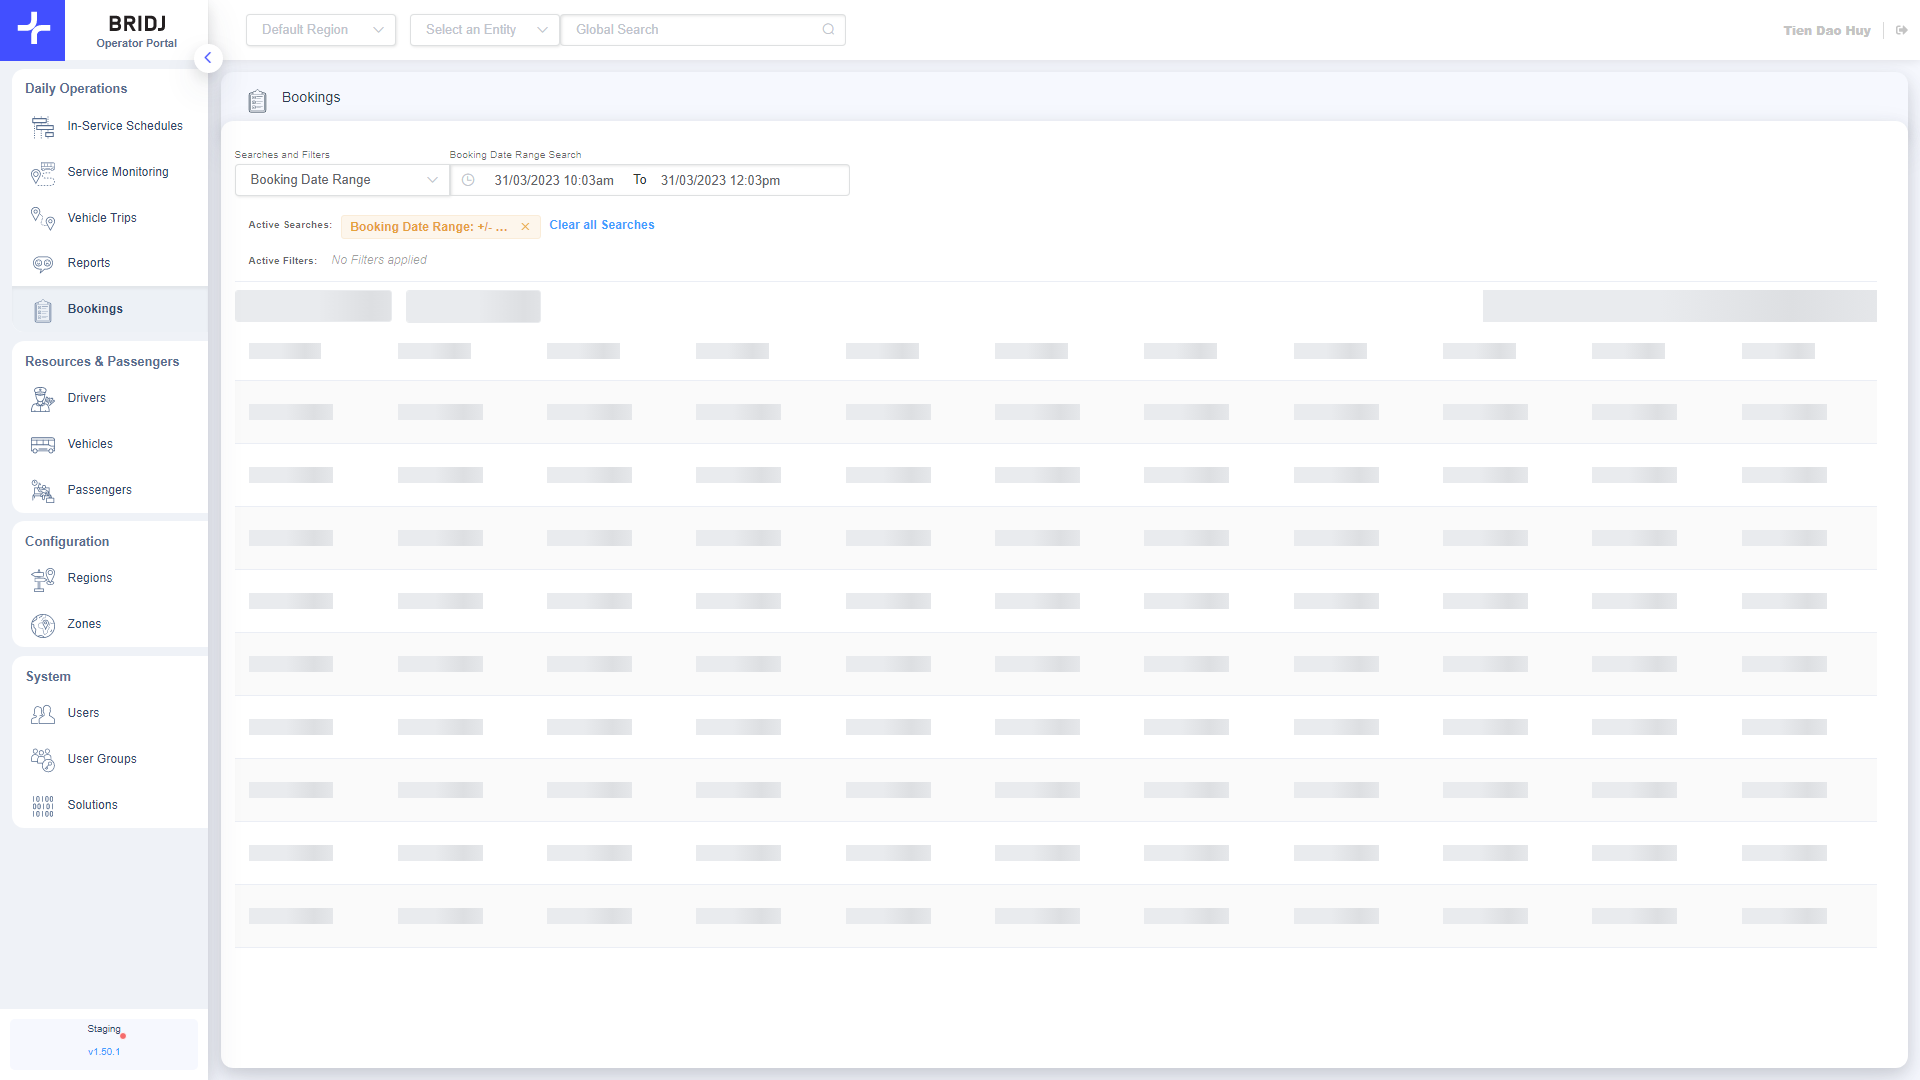 BRIDJ
Operator Portal
Default Region
Select an Entity
Global Search
Tien Dao Huy
Daily Operations
In-Service Schedules
Service Monitoring
Vehicle Trips
Reports
Bookings
Resources & Passengers
Drivers
Vehicles
Passengers
Configuration
Regions
Zones
System
Users
User Groups
10100
00101
10100
Solutions
Staging
v1.50.1
Bookings
Searches and Filters
Booking Date Range Search
Booking Date Range
31/03/2023 10:03am To 31/03/2023 12:03pm
Active Searches: Booking Date Range: +/- ... Clear all Searches
Active Filters: No Filters applied